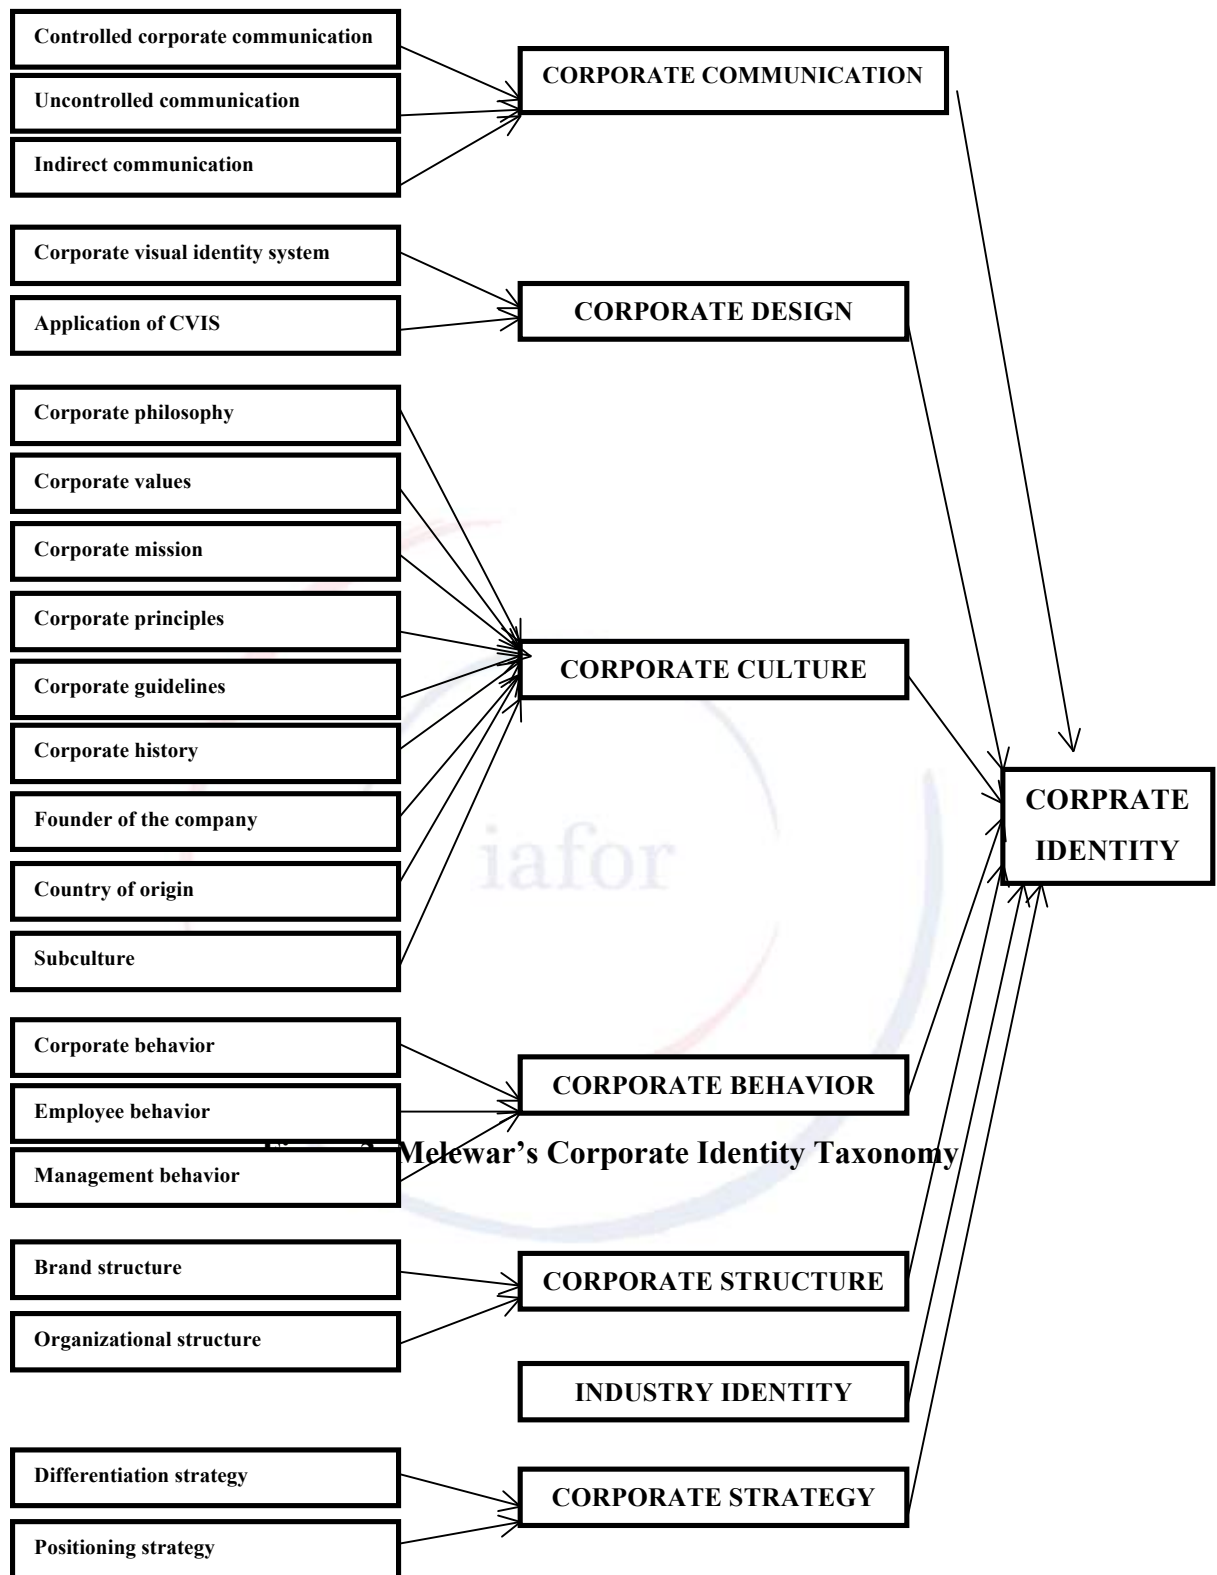 Controlled corporate communication
CORPORATE COMMUNICATION
Uncontrolled communication
Indirect communication
Corporate visual identity system
CORPORATE DESIGN
Application of CVIS
Corporate philosophy
Corporate values
Corporate mission
Corporate principles
CORPORATE CULTURE
Corporate guidelines
Corporate history
CORPRATE
IDENTITY
Founder of the company
iafor
Country of origin
Subculture
Corporate behavior
CORPORATE BEHAVIOR
Employee behavior
Melewar’s Corporate Identity Taxonomy
Management behavior
Brand structure
CORPORATE STRUCTURE
Organizational structure
INDUSTRY IDENTITY
Differentiation strategy
CORPORATE STRATEGY
Positioning strategy